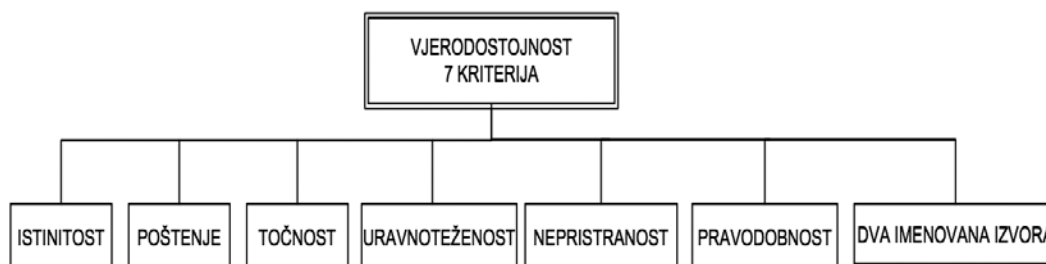 VJERODOSTOJNOST
7 KRITERIJA
ISTINITOST
POŠTENJE
TOČNOST
URAVNOTEŽENOST
NEPRISTRANOST
PRAVODOBNOST
DVA IMENOVANA IZVORA